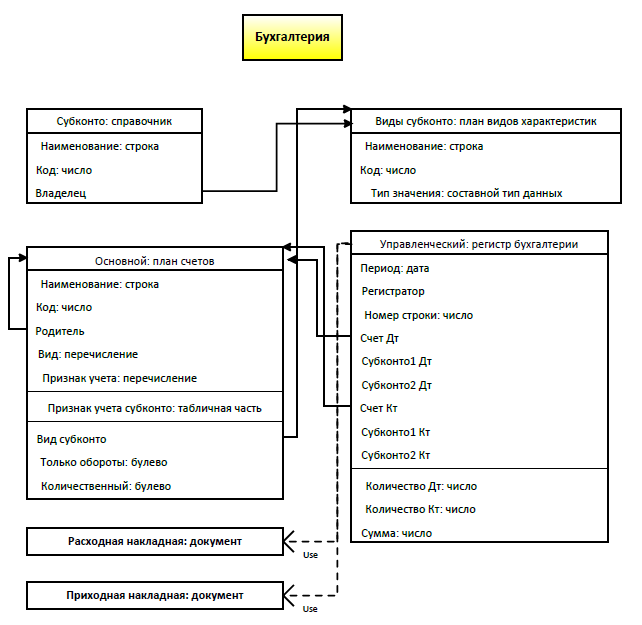 Бухгалтерия
Субконто: справочник
Наименование: строка
Код: число
Владелец
Виды субконто: план видов характеристик
Наименование: строка
Код: число
Тип значения: составной тип данных
Основной: план счетов
Наименование: строка
Код: число
Родитель
Вид: перечисление
Признак учета: перечисление
Признак учета субконто: табличная часть
Вид субконто
Только обороты: булево
Количественный: булево
Управленческий: регистр бухгалтерии
Период: дата
Регистратор
Номер строки: число
Счет Дт
Субконто1 Дт
Субконто2 Дт
Счет Кт
Субконто1 Кт
Субконто2 Кт
Количество Дт: число
Количество Кт: число
Сумма: число
Расходная накладная: документ
Use
Приходная накладная: документ
Use